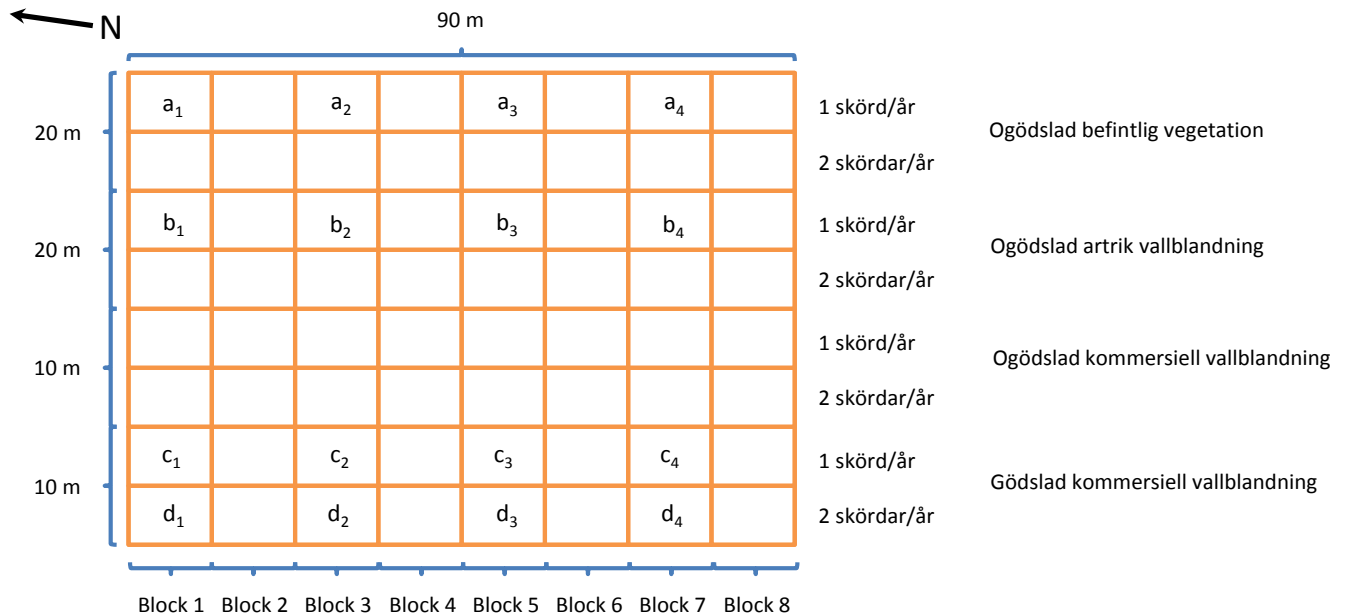 N
90 m
a₁ a₂ a₃ a₄ 1 skörd/år
20 m Ogödslad befintlig vegetation
2 skördar/år
b₁ b₂ b₃ b₄ 1 skörd/år
20 m Ogödslad artrik vallblandning
2 skördar/år
1 skörd/år
10 m Ogödslad kommersiell vallblandning
2 skördar/år
c₁ c₂ c₃ c₄ 1 skörd/år
10 m Gödslad kommersiell vallblandning
d₁ d₂ d₃ d₄ 2 skördar/år
Block 1 Block 2 Block 3 Block 4 Block 5 Block 6 Block 7 Block 8